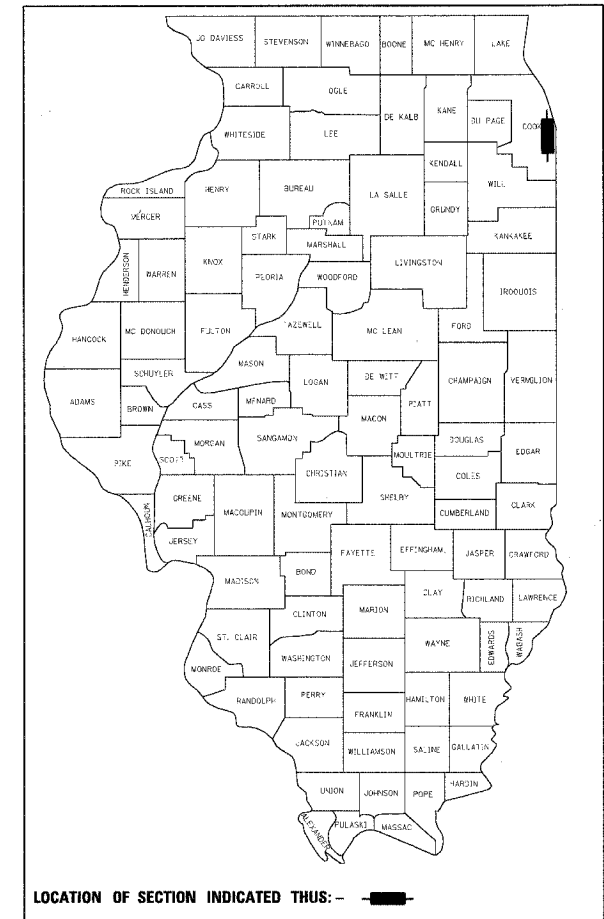 JO DAVIESS STEVENSON WINNEBAGO BOONE MC HENRY LAKE
CARROLL OGLE
DE KALB KANE DU PAGE COOK
WHITESIDE LEE
KENDALL WILL
ROCK ISLAND HENRY BUREAU LA SALLE GRUNDY
MERCER PUTNAM KANKAKEE
STARK MARSHALL LIVINGSTON
HENDERSON WARREN KNOX PEORIA WOODFORD IROQUOIS
HANCOCK MC DONOUGH FULTON TAZEWELL MC LEAN FORD
SCHUYLER MASON LOGAN DE WITT CHAMPAIGN VERMILION
ADAMS BROWN CASS MENARD MACON PIATT
PIKE SCOTT MORGAN SANGAMON CHRISTIAN MOULTRIE DOUGLAS EDGAR
COLES
CALHOUN GREENE MACOUPIN MONTGOMERY SHELBY CUMBERLAND CLARK
JERSEY FAYETTE EFFINGHAM JASPER CRAWFORD
MADISON BOND
CLINTON MARION CLAY RICHLAND LAWRENCE
ST. CLAIR WASHINGTON JEFFERSON WAYNE EDWARDS WABASH
MONROE
RANDOLPH PERRY FRANKLIN HAMILTON WHITE
JACKSON WILLIAMSON SALINE GALLATIN
UNION JOHNSON POPE HARDIN
ALEXANDER PULASKI MASSAC
LOCATION OF SECTION INDICATED THUS: -